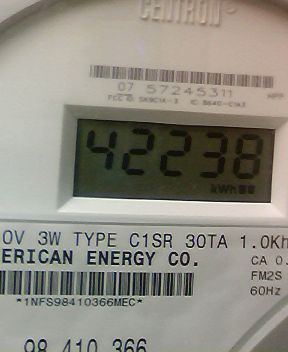 CENTRON®
07 57245311
42238
kWh
0V 3W TYPE C1SR 30TA 1.0Kh
ERICAN ENERGY CO.
CA 0.
FM2S
60Hz
*1NFS98410366MEC*
98 410 366